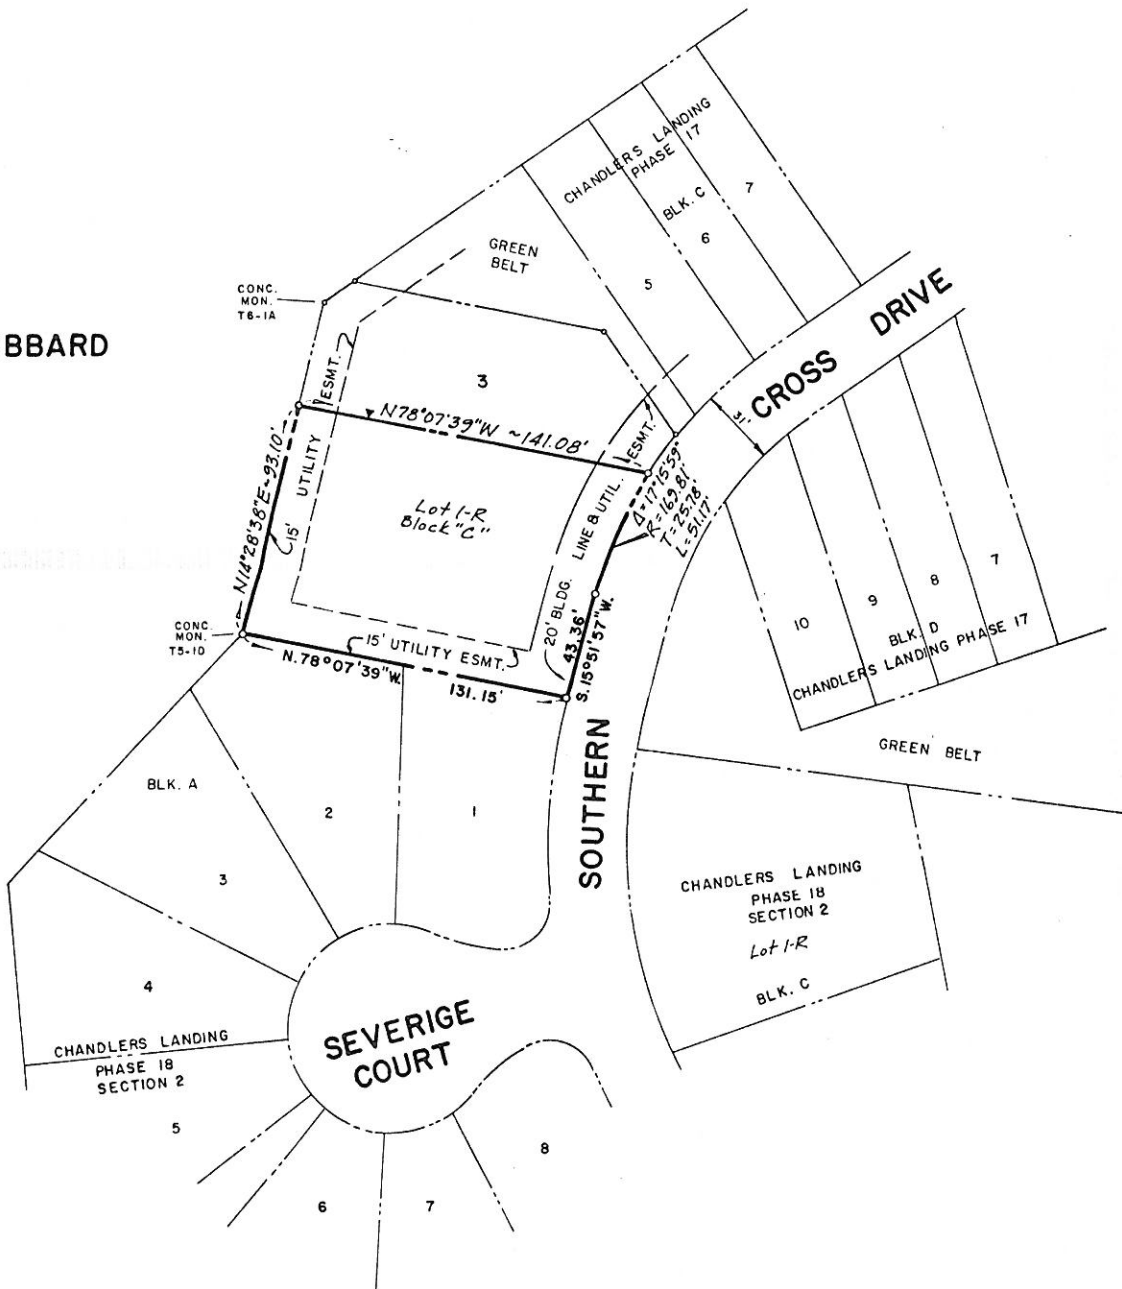 CHANDLERS LANDING
PHASE 17
BLK. C
7
6
5
GREEN
BELT
CONC.
MON.
T6-1A
BBARD
CROSS DRIVE
31'
3
ESMT.
UTILITY
15'
N78°07'39"W ~141.08'
N14°28'38"E~93.10'
Lot 1-R
Block "C"
20' BLDG. LINE & UTIL. ESMT.
Δ=17°15'59"
R=169.81'
T=25.78'
L=51.17'
43.36'
S.15°51'57"W.
CONC.
MON.
T5-1D
15' UTILITY ESMT.
N.78°07'39"W.
131.15'
10
9
8
7
BLK. D
CHANDLERS LANDING PHASE 17
GREEN BELT
SOUTHERN
BLK. A
1
2
3
4
CHANDLERS LANDING
PHASE 18
SECTION 2
5
6
7
8
SEVERIGE
COURT
CHANDLERS LANDING
PHASE 18
SECTION 2
Lot 1-R
BLK. C